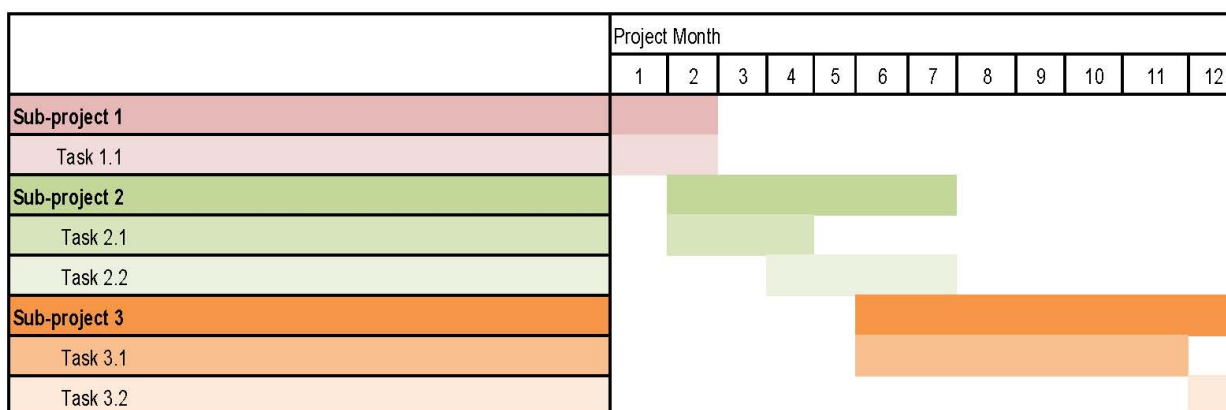 Project Month
1 2 3 4 5 6 7 8 9 10 11 12
Sub-project 1
Task 1.1
Sub-project 2
Task 2.1
Task 2.2
Sub-project 3
Task 3.1
Task 3.2